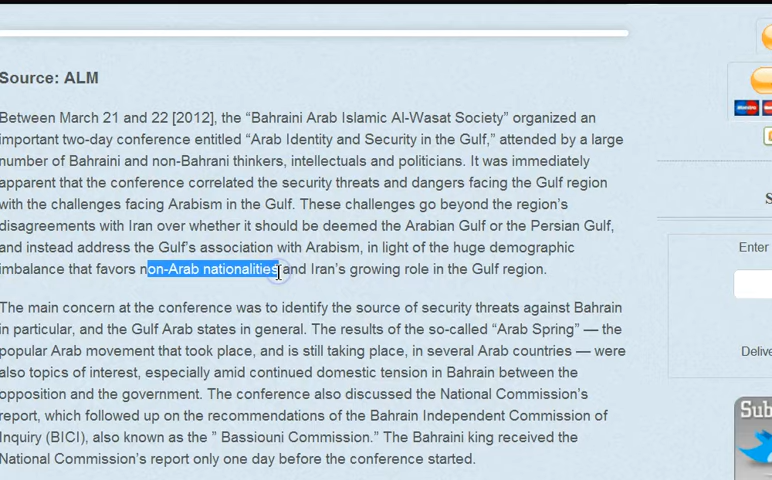 Source: ALM
Between March 21 and 22 [2012], the “Bahraini Arab Islamic Al-Wasat Society” organized an
important two-day conference entitled “Arab Identity and Security in the Gulf,” attended by a large
number of Bahraini and non-Bahrani thinkers, intellectuals and politicians. It was immediately
apparent that the conference correlated the security threats and dangers facing the Gulf region
with the challenges facing Arabism in the Gulf. These challenges go beyond the region’s
disagreements with Iran over whether it should be deemed the Arabian Gulf or the Persian Gulf,
and instead address the Gulf’s association with Arabism, in light of the huge demographic
imbalance that favors non-Arab nationalities and Iran’s growing role in the Gulf region.
The main concern at the conference was to identify the source of security threats against Bahrain
in particular, and the Gulf Arab states in general. The results of the so-called “Arab Spring” — the
popular Arab movement that took place, and is still taking place, in several Arab countries — were
also topics of interest, especially amid continued domestic tension in Bahrain between the
opposition and the government. The conference also discussed the National Commission’s
report, which followed up on the recommendations of the Bahrain Independent Commission of
Inquiry (BICI), also known as the ” Bassiouni Commission.” The Bahraini king received the
National Commission’s report only one day before the conference started.
S
Enter
Delive
Sub